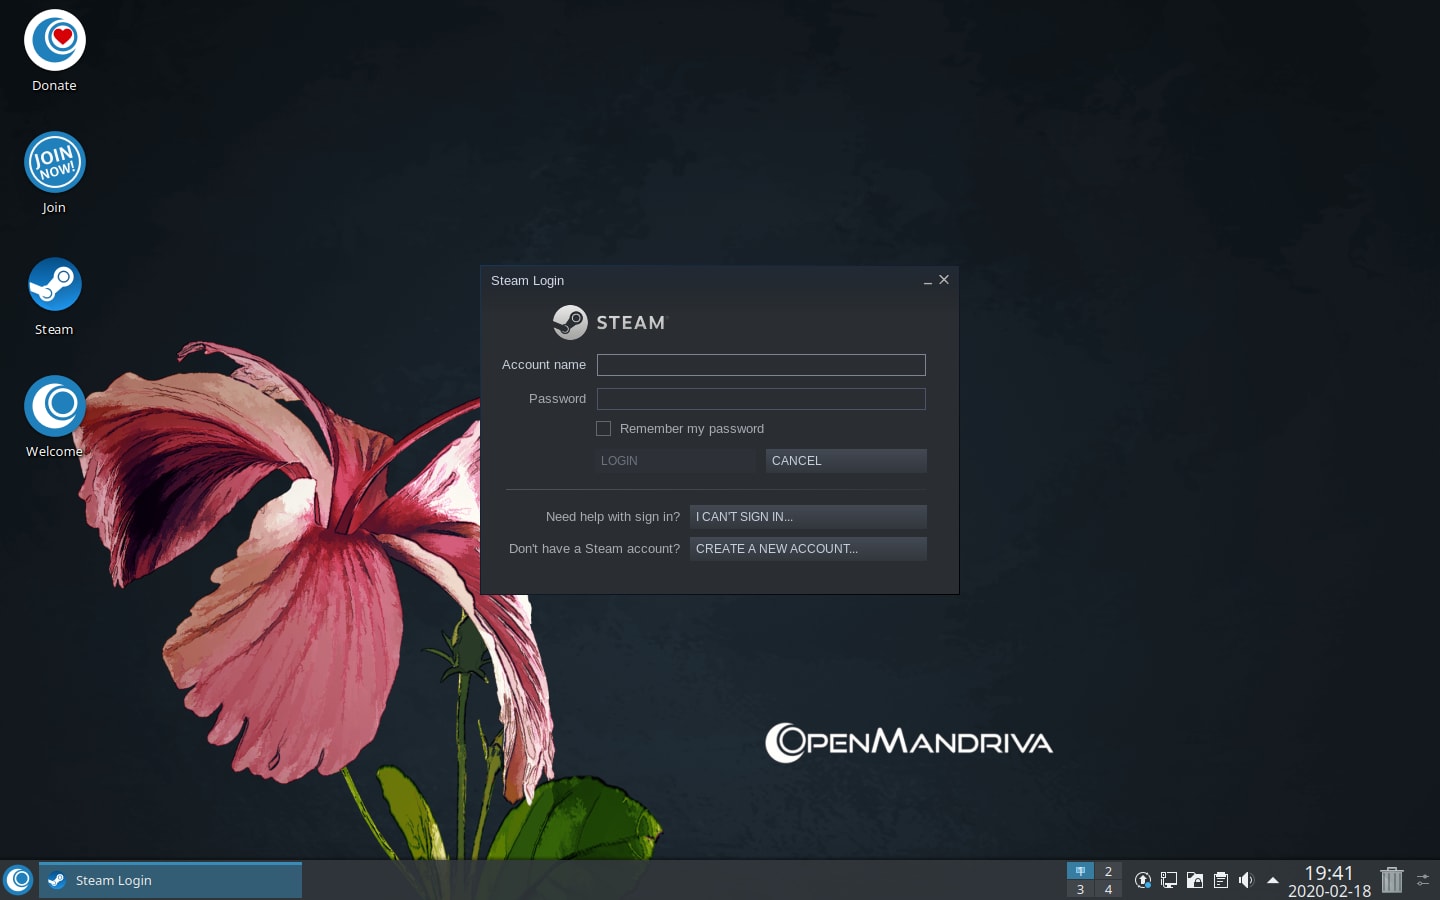 Donate
JOIN
NOW!
Join
Steam
Welcome
Steam Login
STEAM
Account name
Password
Remember my password
LOGIN
CANCEL
Need help with sign in?
I CAN'T SIGN IN...
Don't have a Steam account?
CREATE A NEW ACCOUNT...
OPENMANDRIVA
Steam Login
1
2
3
4
19:41
2020-02-18